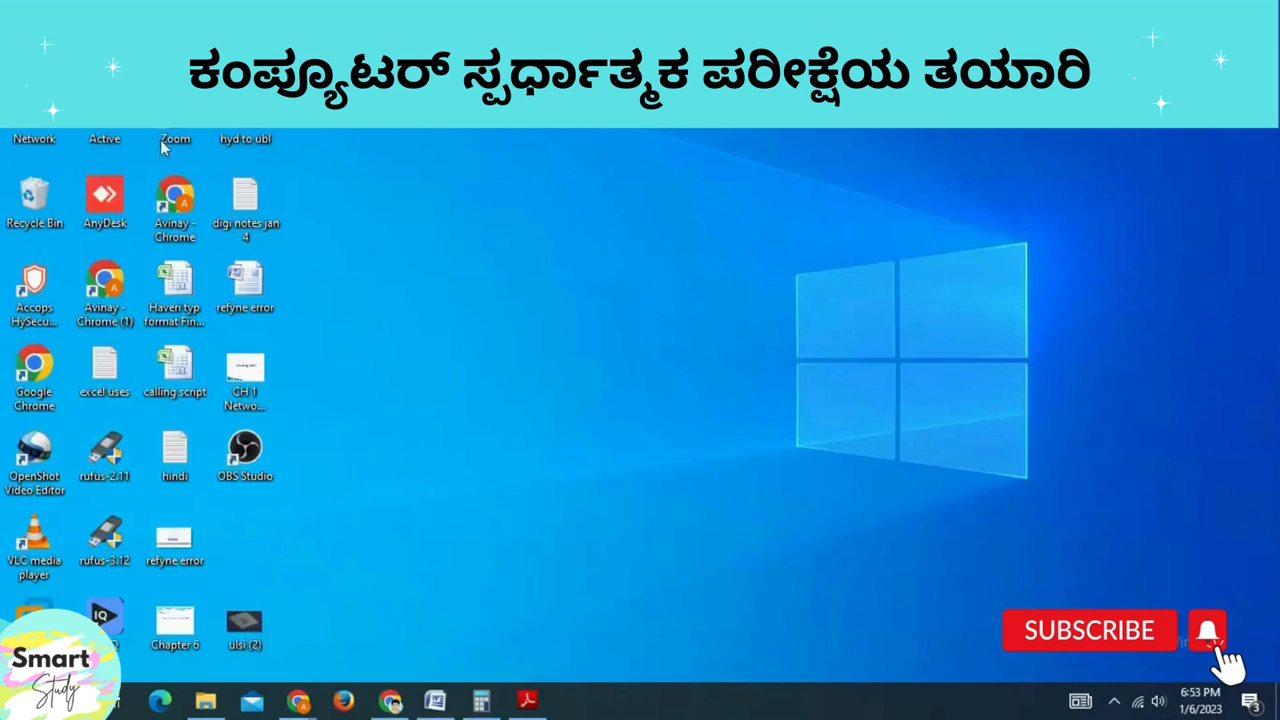 ಕಂಪ್ಯೂಟರ್ ಸ್ಪರ್ಧಾತ್ಮಕ ಪರೀಕ್ಷೆಯ ತಯಾರಿ
Network
Active
Zoom
hyd to ubl
Recycle Bin
AnyDesk
Avinay -
Chrome
digi notes jan
4
Accops
HySecu...
Avinay -
Chrome (1)
Haveri typ
format Fin...
refyne error
Google
Chrome
excel uses
calling script
CH 1
Netwo...
OpenShot
Video Editor
rufus-2.11
hindi
OBS Studio
VLC media
player
rufus-3.12
refyne error
IQ
Chapter 6
ulsi (2)
SUBSCRIBE
Smart
Study
6:53 PM
1/6/2023
3